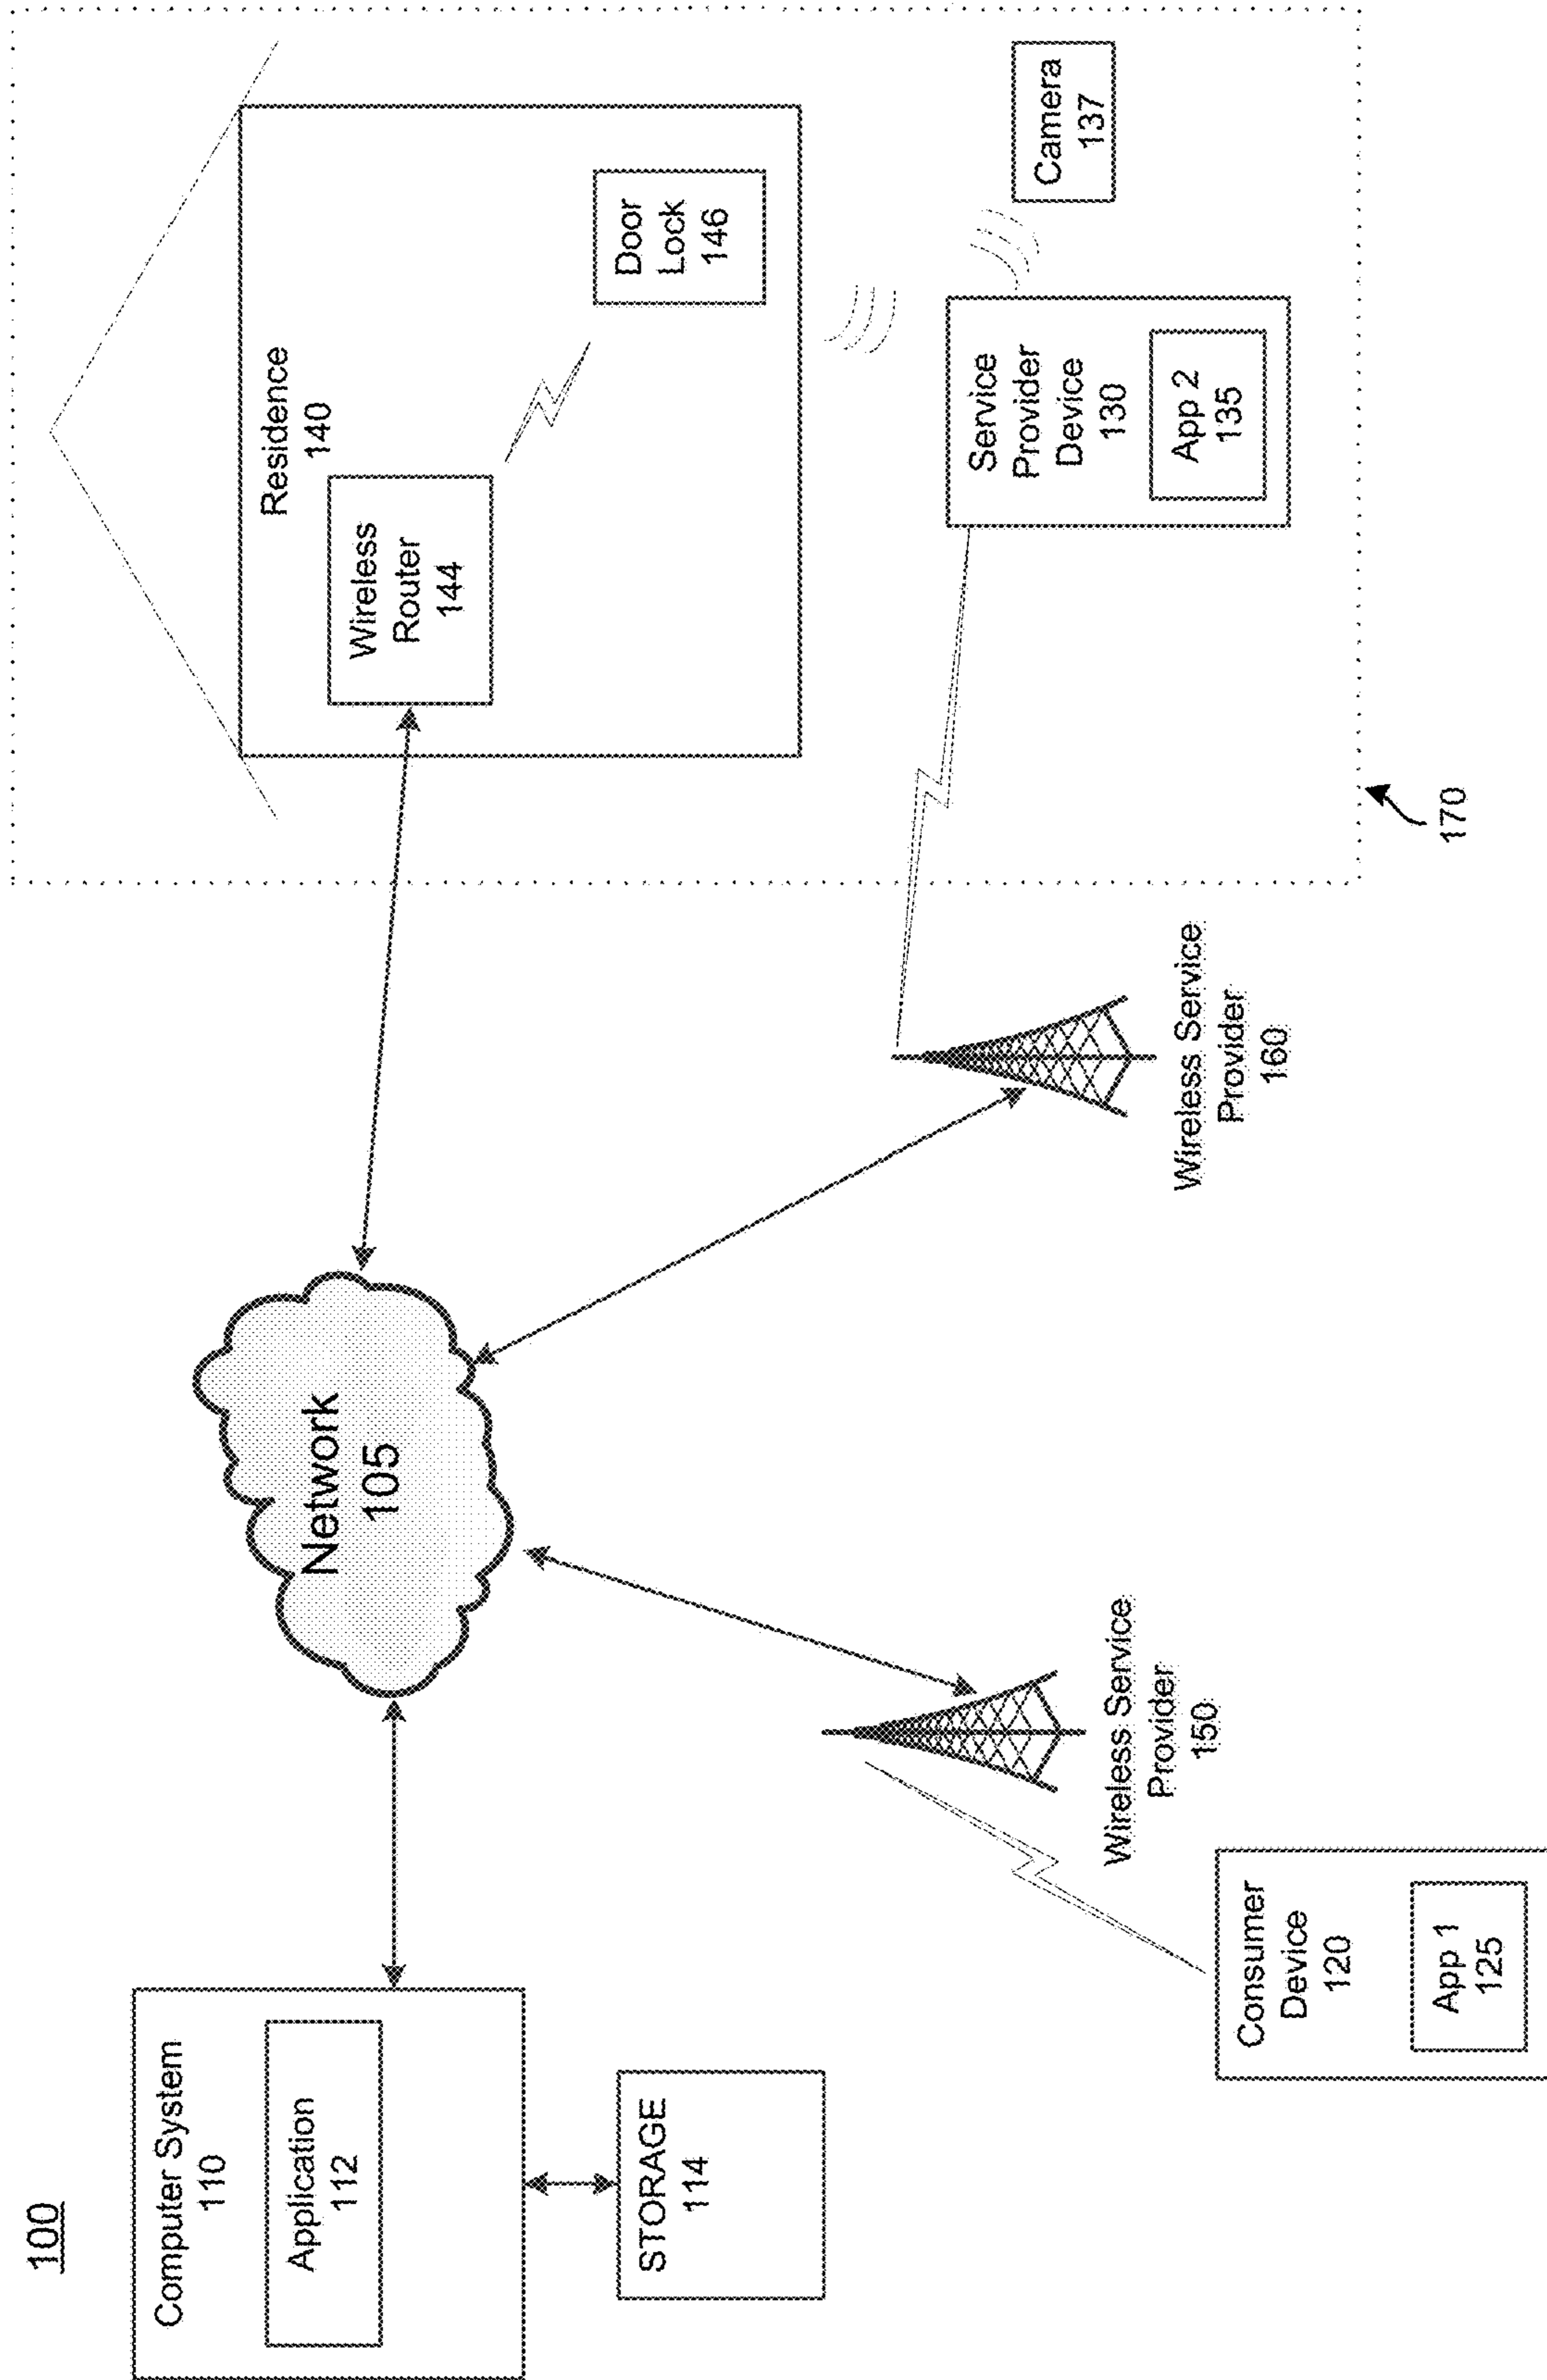 100
Computer System
110
Application
112
STORAGE
114
Network
105
Consumer
Device
120
App 1
125
Wireless Service
Provider
150
Wireless Service
Provider
160
Residence
140
Wireless
Router
144
Door
Lock
146
Service
Provider
Device
130
App 2
135
Camera
137
170